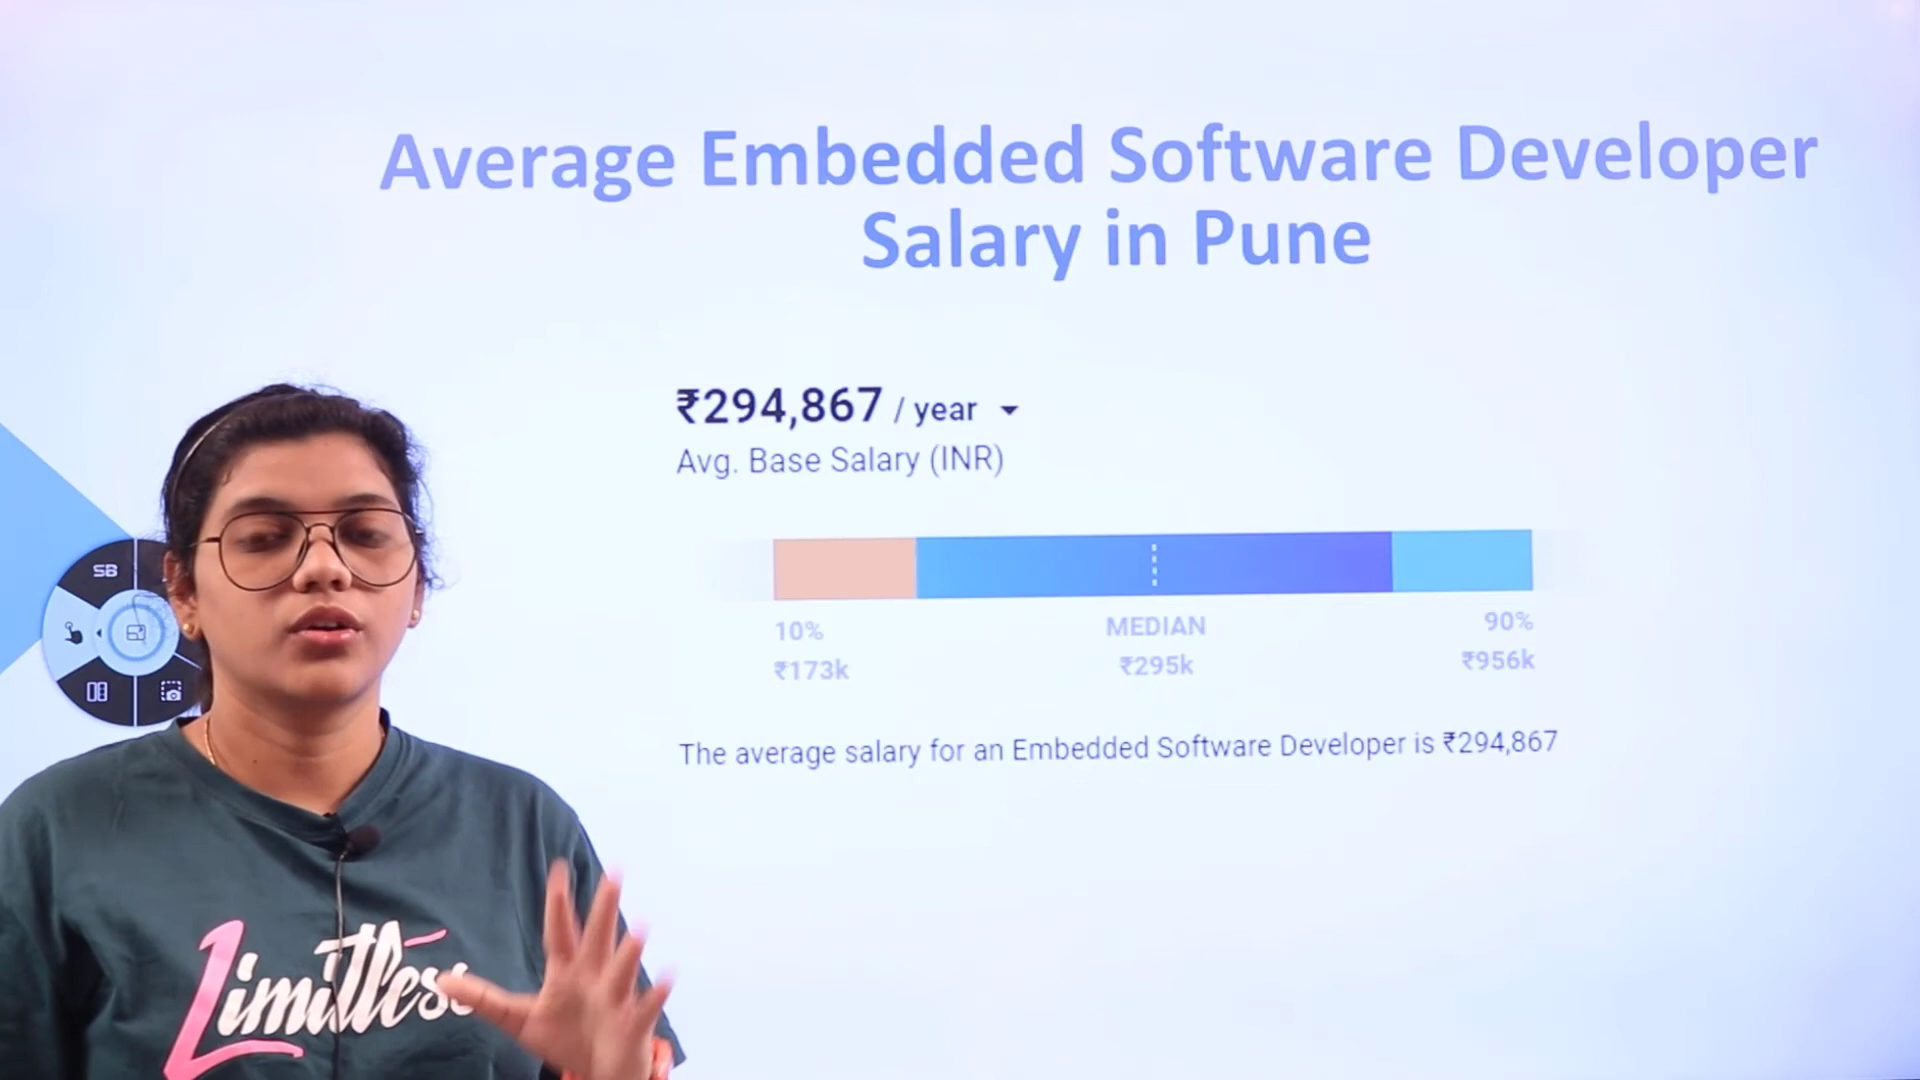 Average Embedded Software Developer
Salary in Pune
₹294,867 / year
Avg. Base Salary (INR)
10%
MEDIAN
90%
₹173k
₹295k
₹956k
The average salary for an Embedded Software Developer is ₹294,867
SB
Limitless